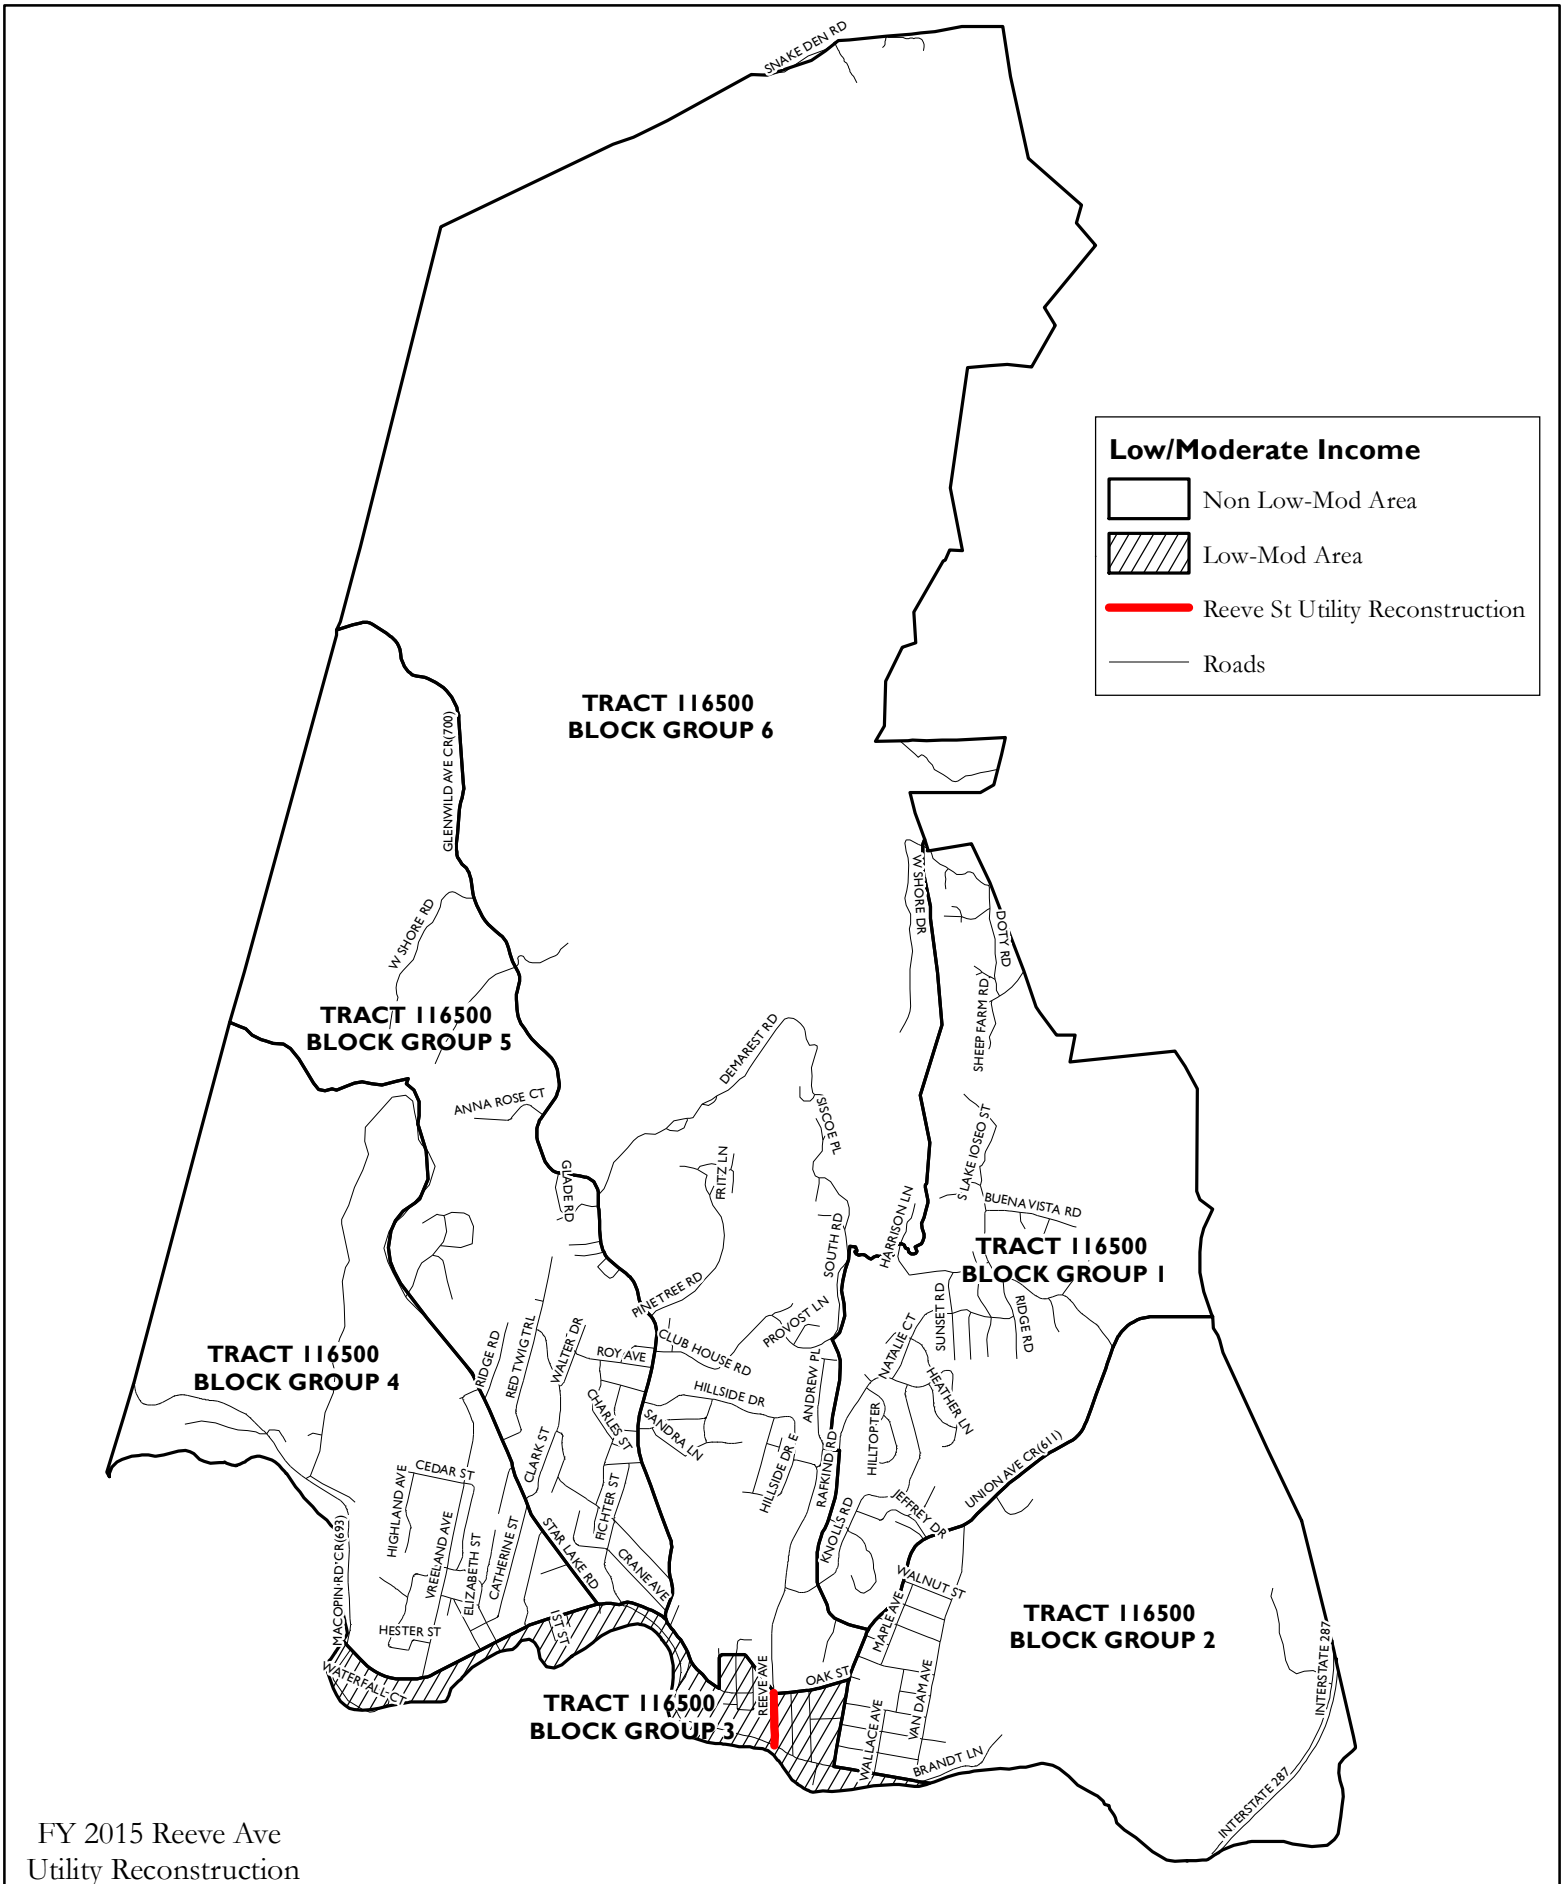 SNAKE DEN RD
Low/Moderate Income
Non Low-Mod Area
Low-Mod Area
Reeve St Utility Reconstruction
Roads
TRACT 116500
BLOCK GROUP 6
GLENWILD AVE CR(700)
W SHORE DR
W SHORE RD
DOTY RD
SHEEP FARM RD
TRACT 116500
BLOCK GROUP 5
DEMAREST RD
ANNA ROSE CT
SISCOE PL
S LAKE IOSEO ST
FRITZ LN
GLADE RD
HARRISON LN
BUENA VISTA RD
SOUTH RD
TRACT 116500
BLOCK GROUP 1
PINETREE RD
PROVOST LN
SUNSET RD
RIDGE RD
NATALIE CT
RIDGE RD
RED TWIG TRL
WALTER DR
ROY AVE
CLUB HOUSE RD
TRACT 116500
BLOCK GROUP 4
ANDREW PL
HEATHER LN
HILLSIDE DR
CHARLES ST
SANDRA LN
HILLTOP TER
CLARK ST
HILLSIDE DR E
RAFKIND RD
UNION AVE CR(611)
CEDAR ST
HIGHLAND AVE
FICHTER ST
JEFFREY DR
KNOLLS RD
MACOPIN RD CR(693)
VREELAND AVE
ELIZABETH ST
CATHERINE ST
STAR LAKE RD
CRANE AVE
WALNUT ST
MAPLE AVE
TRACT 116500
BLOCK GROUP 2
HESTER ST
1ST ST
WATERFALL CT
REEVE AVE
OAK ST
VAN DAM AVE
WALLACE AVE
INTERSTATE 287
TRACT 116500
BLOCK GROUP 3
BRANDT LN
INTERSTATE 287
FY 2015 Reeve Ave
Utility Reconstruction